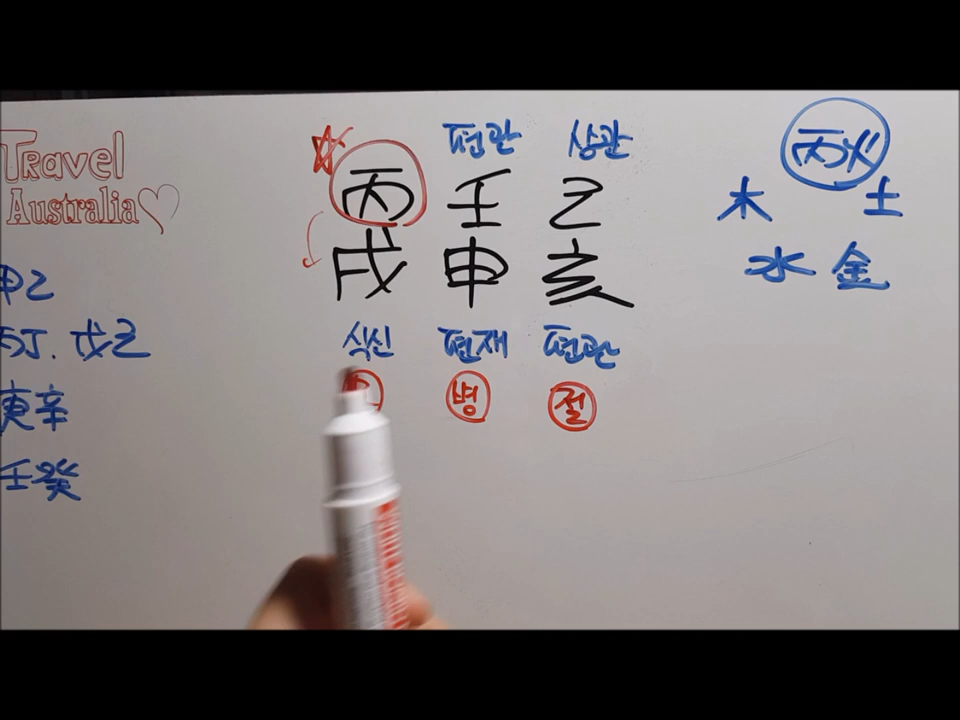 Travel
Australia
甲乙
丙丁. 戊己
庚辛
壬癸
편관 상관
丙 壬 己
戌 申 亥
식신 편재 편관
병 절
丙火
木 土
水 金